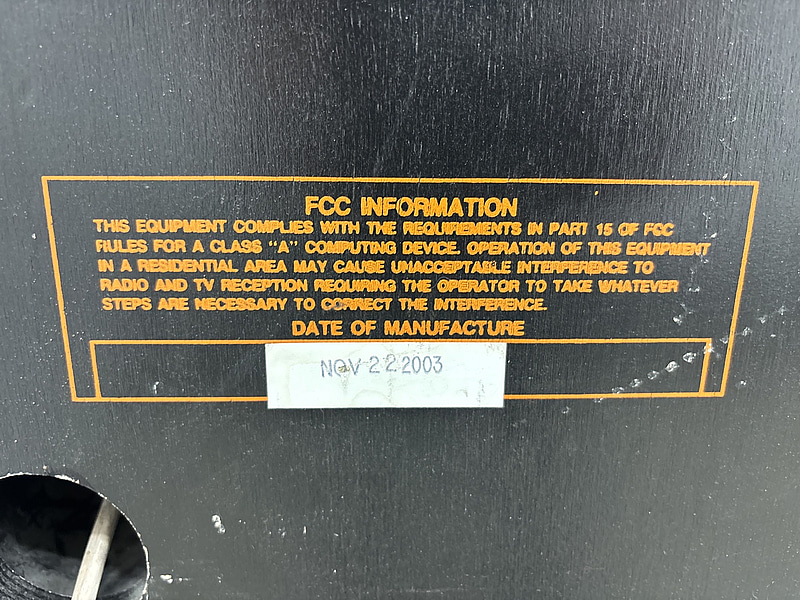 FCC INFORMATION
THIS EQUIPMENT COMPLIES WITH THE REQUIREMENTS IN PART 15 OF FCC
RULES FOR A CLASS "A" COMPUTING DEVICE. OPERATION OF THIS EQUIPMENT
IN A RESIDENTIAL AREA MAY CAUSE UNACCEPTABLE INTERFERENCE TO
RADIO AND TV RECEPTION REQUIRING THE OPERATOR TO TAKE WHATEVER
STEPS ARE NECESSARY TO CORRECT THE INTERFERENCE.
DATE OF MANUFACTURE
NOV 22 2003